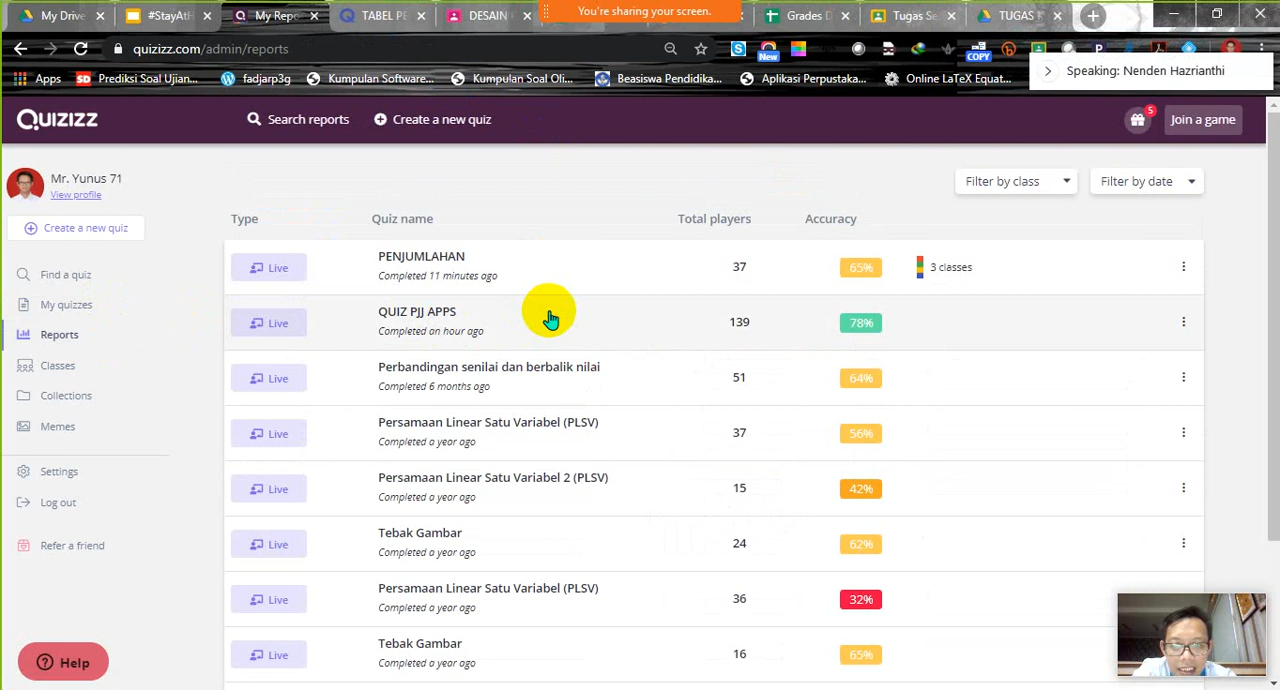 My Drive
#StayAtH
My Repo
TABEL PE
DESAIN
You're sharing your screen.
Grades D
Tugas Se
TUGAS
quizizz.com/admin/reports
New
COPY
Apps
Prediksi Soal Ujian...
fadjarp3g
Kumpulan Software...
Kumpulan Soal Oli...
Beasiswa Pendidika...
Aplikasi Perpustaka...
Online LaTeX Equat...
Speaking: Nenden Hazrianthi
QUIZIZZ
Search reports
Create a new quiz
5
Join a game
Mr. Yunus 71
View profile
Create a new quiz
Find a quiz
My quizzes
Reports
Classes
Collections
Memes
Settings
Log out
Refer a friend
Help
Filter by class
Filter by date
Type Quiz name Total players Accuracy
Live PENJUMLAHAN 37 65% 3 classes
Completed 11 minutes ago
Live QUIZ PJJ APPS 139 78%
Completed an hour ago
Live Perbandingan senilai dan berbalik nilai 51 64%
Completed 6 months ago
Live Persamaan Linear Satu Variabel (PLSV) 37 56%
Completed a year ago
Live Persamaan Linear Satu Variabel 2 (PLSV) 15 42%
Completed a year ago
Live Tebak Gambar 24 62%
Completed a year ago
Live Persamaan Linear Satu Variabel (PLSV) 36 32%
Completed a year ago
Live Tebak Gambar 16 65%
Completed a year ago